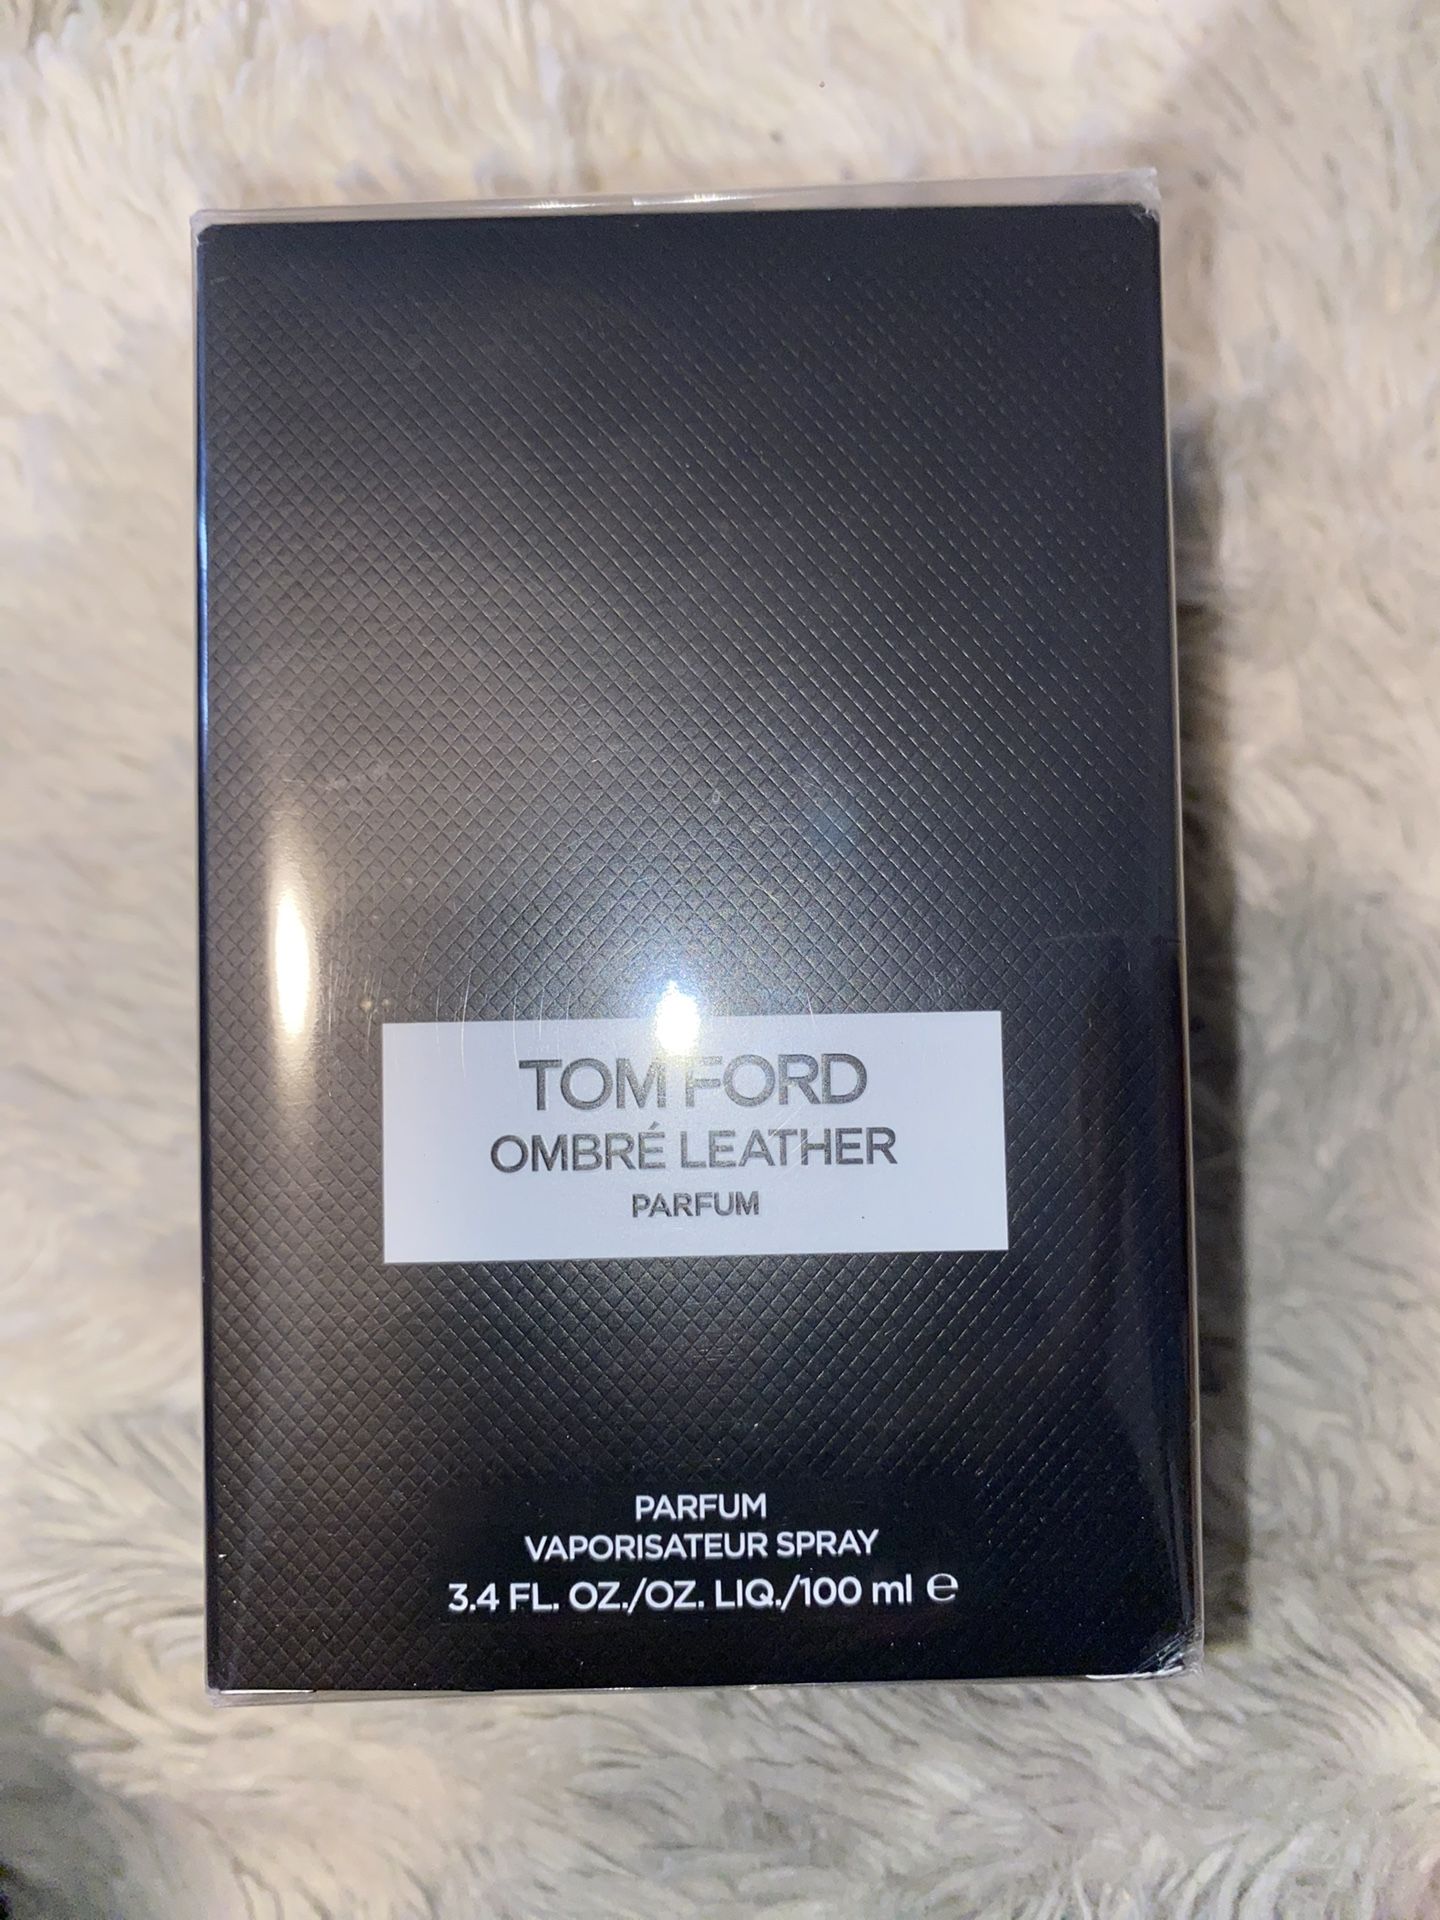 TOM FORD
OMBRÉ LEATHER
PARFUM
PARFUM
VAPORISATEUR SPRAY
3.4 FL. OZ./OZ. LIQ./100 ml ℮